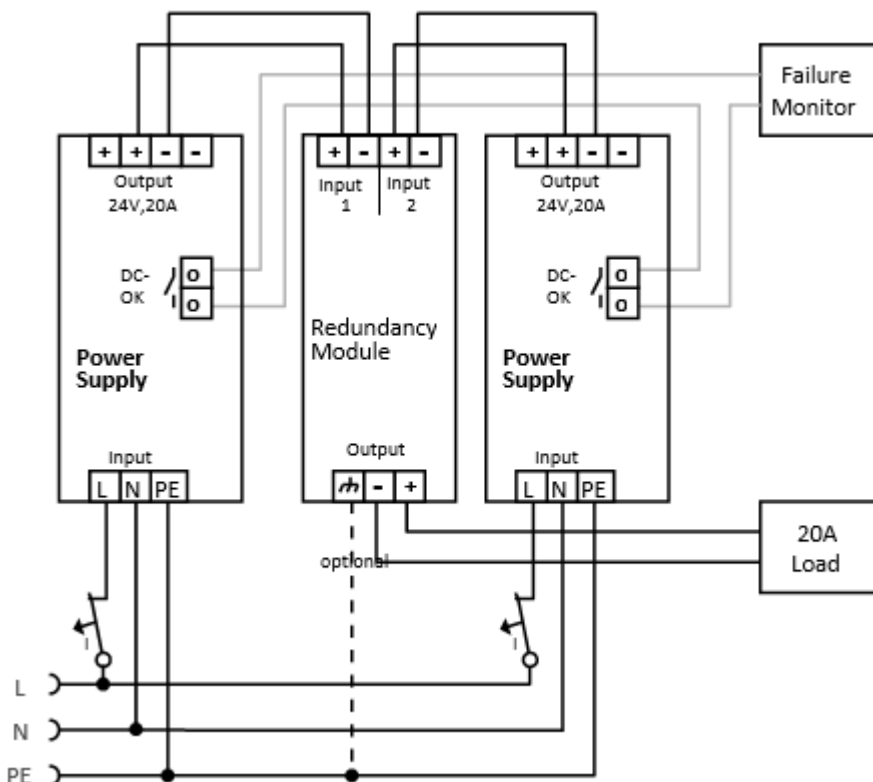 Failure
Monitor
+ + - -
Output
24V,20A
+ - + -
Input
1
Input
2
+ + - -
Output
24V,20A
DC-
OK
O
O
Redundancy
Module
DC-
OK
O
O
Power
Supply
Power
Supply
Input
L N PE
Output
- +
Input
L N PE
optional
20A
Load
I
I
L
N
PE